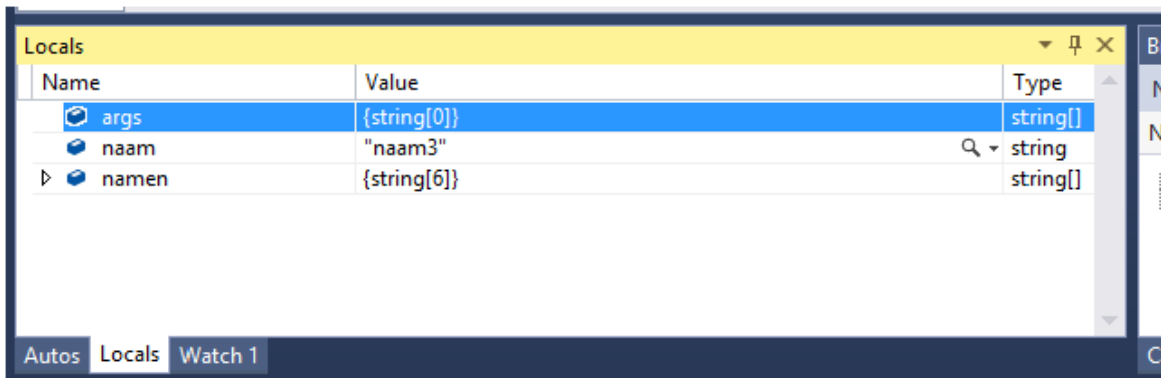 Locals
Name Value Type
args {string[0]} string[]
naam "naam3" string
namen {string[6]} string[]
Autos Locals Watch 1